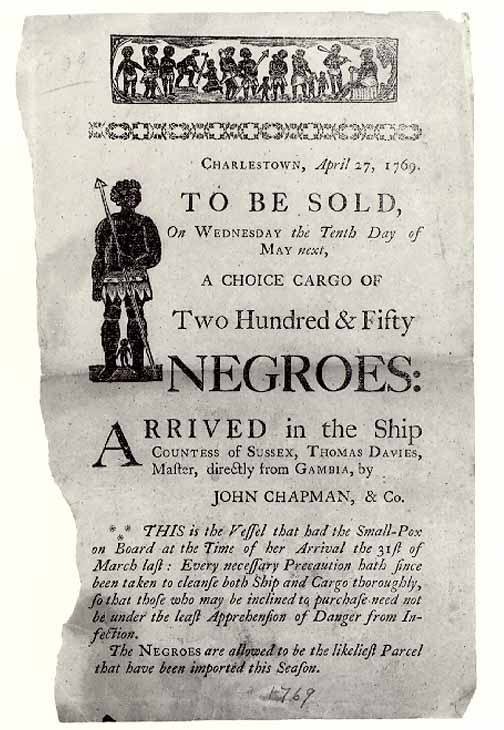 CHARLESTOWN, April 27, 1769.
TO BE SOLD,
On WEDNESDAY the Tenth Day of
MAY next,
A CHOICE CARGO OF
Two Hundred & Fifty
NEGROES:
ARRIVED in the Ship
COUNTESS OF SUSSEX, THOMAS DAVIES,
Maſter, directly from GAMBIA, by
JOHN CHAPMAN, & Co.
*** THIS is the Veſſel that had the Small-Pox
on Board at the Time of her Arrival the 31ſt of
March laſt: Every neceſſary Precaution hath ſince
been taken to cleanſe both Ship and Cargo thoroughly,
ſo that thoſe who may be inclined to purchaſe need not
be under the leaſt Apprehenſion of Danger from In-
fection.
The NEGROES are allowed to be the likelieſt Parcel
that have been imported this Seaſon.
1769